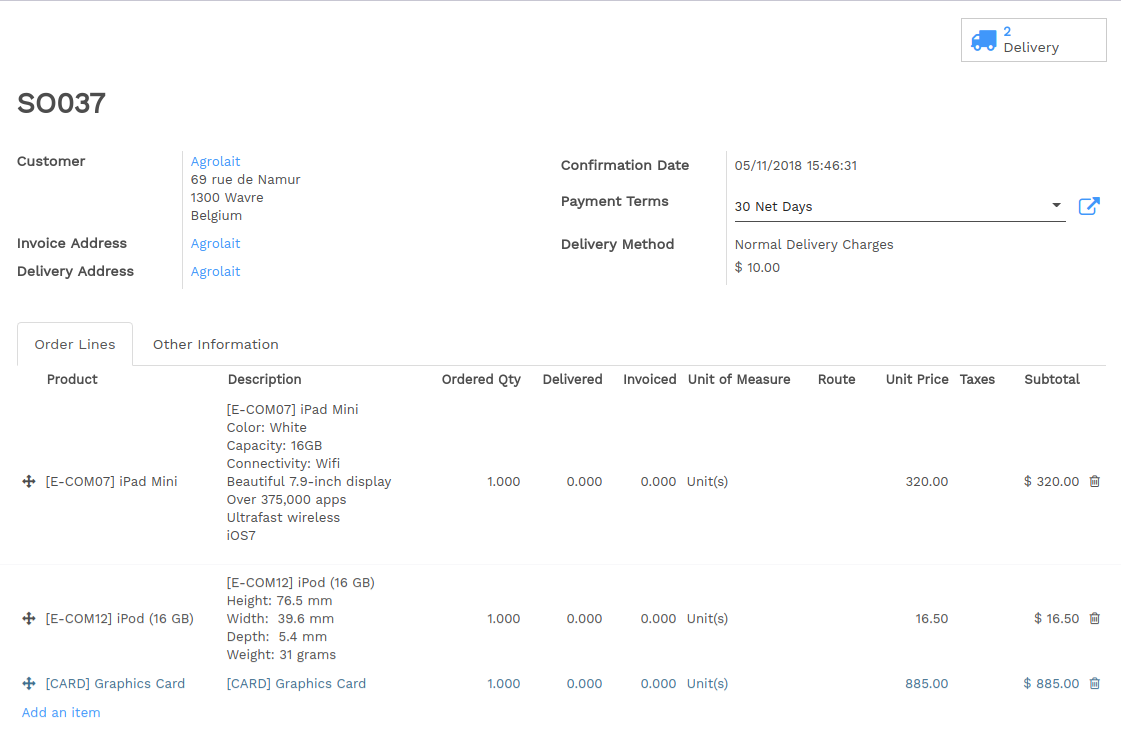 2
Delivery
SO037
Customer
Agrolait
69 rue de Namur
1300 Wavre
Belgium
Invoice Address
Agrolait
Delivery Address
Agrolait
Confirmation Date
05/11/2018 15:46:31
Payment Terms
30 Net Days
Delivery Method
Normal Delivery Charges
$ 10.00
Order Lines Other Information
Product Description Ordered Qty Delivered Invoiced Unit of Measure Route Unit Price Taxes Subtotal
[E-COM07] iPad Mini
[E-COM07] iPad Mini
Color: White
Capacity: 16GB
Connectivity: Wifi
Beautiful 7.9-inch display
Over 375,000 apps
Ultrafast wireless
iOS7
1.000 0.000 0.000 Unit(s) 320.00 $ 320.00
[E-COM12] iPod (16 GB)
[E-COM12] iPod (16 GB)
Height: 76.5 mm
Width: 39.6 mm
Depth: 5.4 mm
Weight: 31 grams
1.000 0.000 0.000 Unit(s) 16.50 $ 16.50
[CARD] Graphics Card [CARD] Graphics Card 1.000 0.000 0.000 Unit(s) 885.00 $ 885.00
Add an item